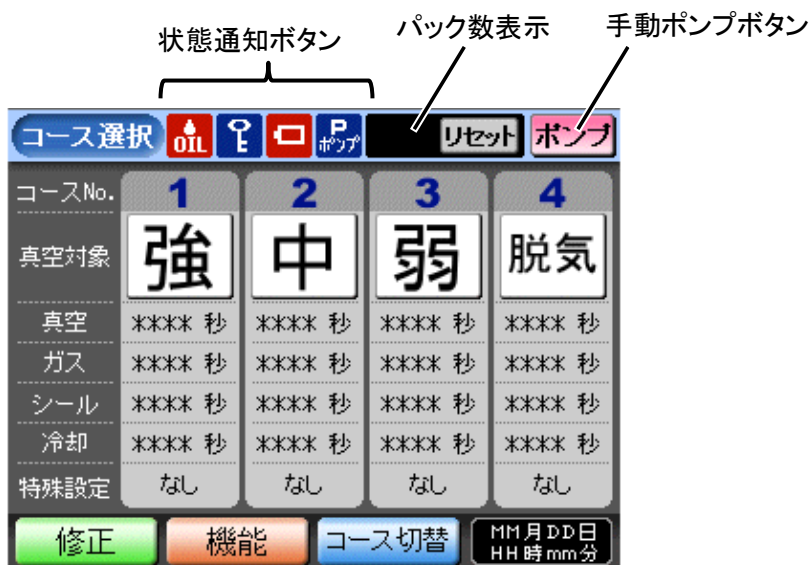 状態通知ボタン パック数表示 手動ポンプボタン
コース選択 OIL Pポンプ リセット ポンプ
コースNo. 1 2 3 4
真空対象 強 中 弱 脱気
真空 **** 秒 **** 秒 **** 秒 **** 秒
ガス **** 秒 **** 秒 **** 秒 **** 秒
シール **** 秒 **** 秒 **** 秒 **** 秒
冷却 **** 秒 **** 秒 **** 秒 **** 秒
特殊設定 なし なし なし なし
修正 機能 コース切替 MM月DD日
HH時mm分